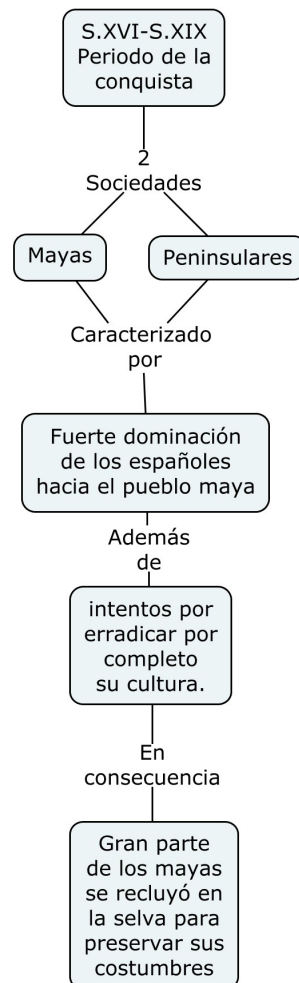 S.XVI-S.XIX
Periodo de la
conquista
2
Sociedades
Mayas
Peninsulares
Caracterizado
por
Fuerte dominación
de los españoles
hacia el pueblo maya
Además
de
intentos por
erradicar por
completo
su cultura.
En
consecuencia
Gran parte
de los mayas
se recluyó en
la selva para
preservar sus
costumbres